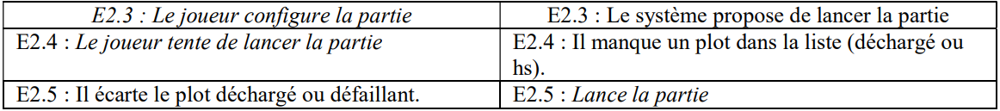 E2.3 : Le joueur configure la partie
E2.3 : Le système propose de lancer la partie
E2.4 : Le joueur tente de lancer la partie
E2.4 : Il manque un plot dans la liste (déchargé ou
hs).
E2.5 : Il écarte le plot déchargé ou défaillant.
E2.5 : Lance la partie